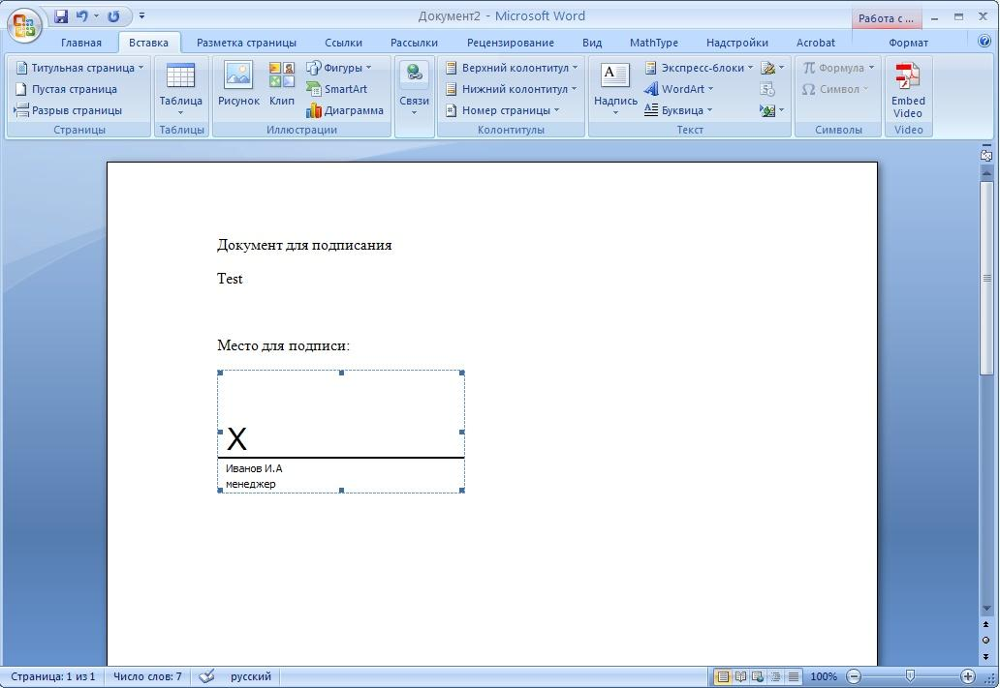 Документ2 - Microsoft Word
Работа с ...
Главная Вставка Разметка страницы Ссылки Рассылки Рецензирование Вид MathType Надстройки Acrobat Формат
Титульная страница
Пустая страница
Разрыв страницы
Страницы
Таблица
Таблицы
Рисунок
Клип
Фигуры
SmartArt
Диаграмма
Иллюстрации
Связи
Верхний колонтитул
Нижний колонтитул
Номер страницы
Колонтитулы
Надпись
Экспресс-блоки
WordArt
Буквица
Текст
Формула
Символ
Символы
Embed
Video
Video
Документ для подписания
Test
Место для подписи:
X
Иванов И.А
менеджер
Страница: 1 из 1 Число слов: 7 русский 100%